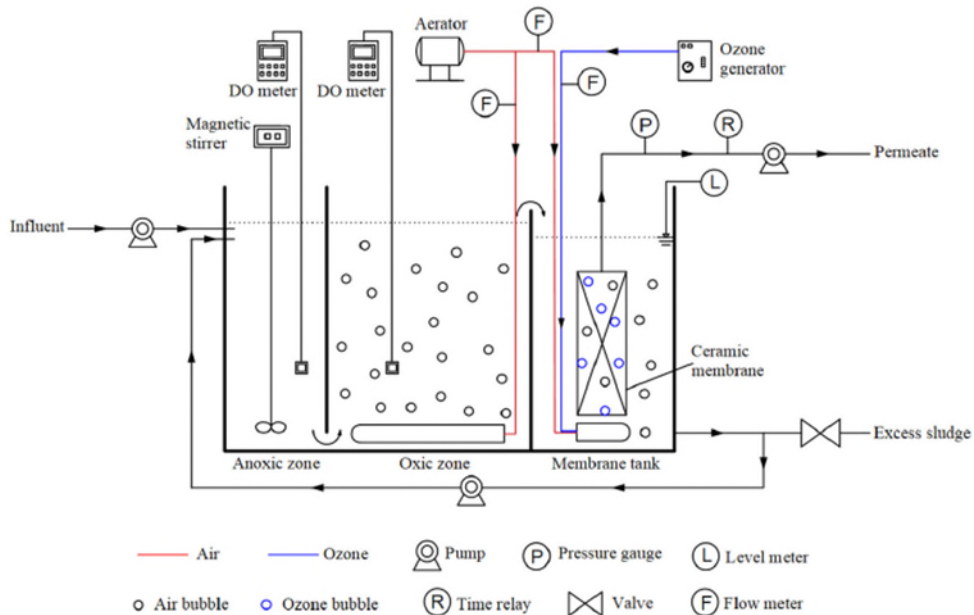 Aerator
F
Ozone
generator
DO meter
DO meter
F
F
Magnetic
stirrer
P
R
Permeate
L
Influent
Ceramic
membrane
Excess sludge
Anoxic zone
Oxic zone
Membrane tank
Air
Ozone
Pump
P
Pressure gauge
L
Level meter
Air bubble
Ozone bubble
R
Time relay
Valve
F
Flow meter